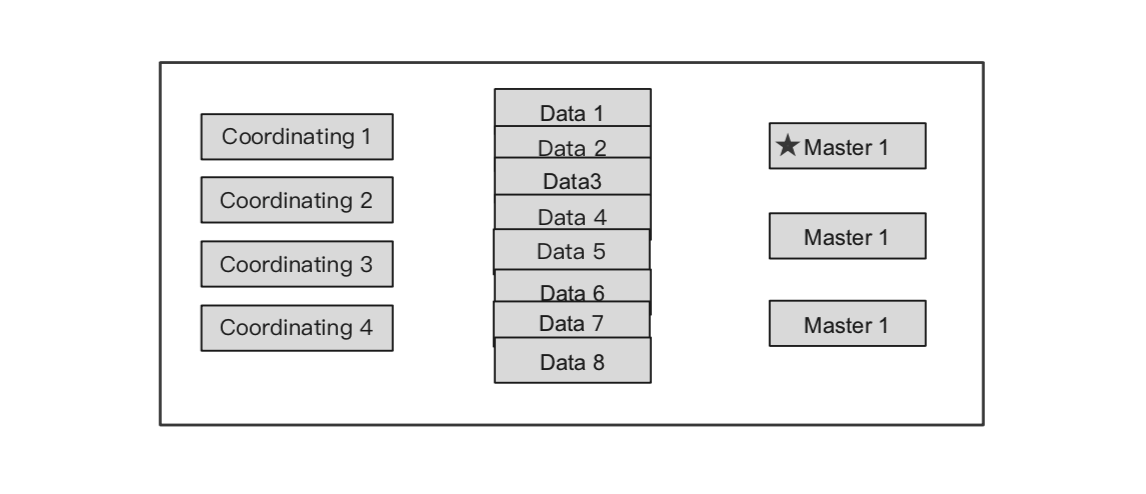 Coordinating 1
Coordinating 2
Coordinating 3
Coordinating 4
Data 1
Data 2
Data3
Data 4
Data 5
Data 6
Data 7
Data 8
★ Master 1
Master 1
Master 1